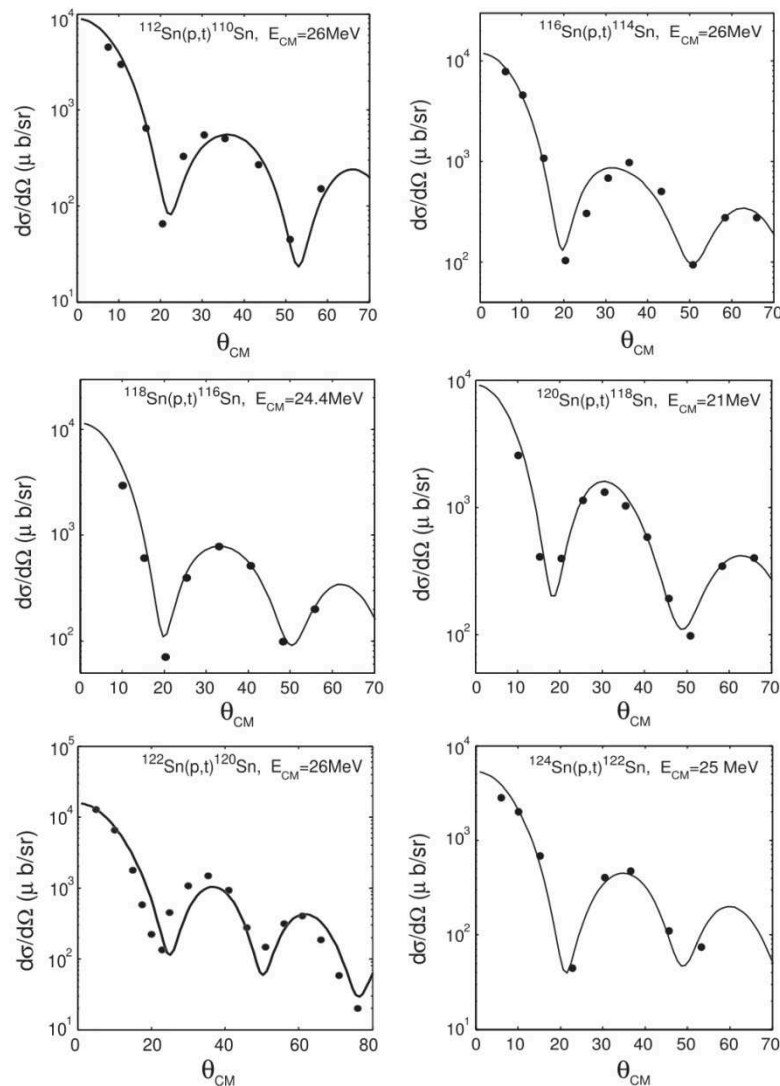 ¹¹²Sn(p,t)¹¹⁰Sn, E_CM=26MeV
dσ/dΩ (μ b/sr)
10⁴
10³
10²
10¹
0 10 20 30 40 50 60 70
θ_CM
¹¹⁶Sn(p,t)¹¹⁴Sn, E_CM=26MeV
dσ/dΩ (μ b/sr)
10⁴
10³
10²
0 10 20 30 40 50 60 70
θ_CM
¹¹⁸Sn(p,t)¹¹⁶Sn, E_CM=24.4MeV
dσ/dΩ (μ b/sr)
10⁴
10³
10²
0 10 20 30 40 50 60 70
θ_CM
¹²⁰Sn(p,t)¹¹⁸Sn, E_CM=21MeV
dσ/dΩ (μ b/sr)
10⁴
10³
10²
0 10 20 30 40 50 60 70
θ_CM
¹²²Sn(p,t)¹²⁰Sn, E_CM=26MeV
dσ/dΩ (μ b/sr)
10⁵
10⁴
10³
10²
10¹
0 20 40 60 80
θ_CM
¹²⁴Sn(p,t)¹²²Sn, E_CM=25 MeV
dσ/dΩ (μ b/sr)
10⁴
10³
10²
10¹
0 10 20 30 40 50 60 70
θ_CM